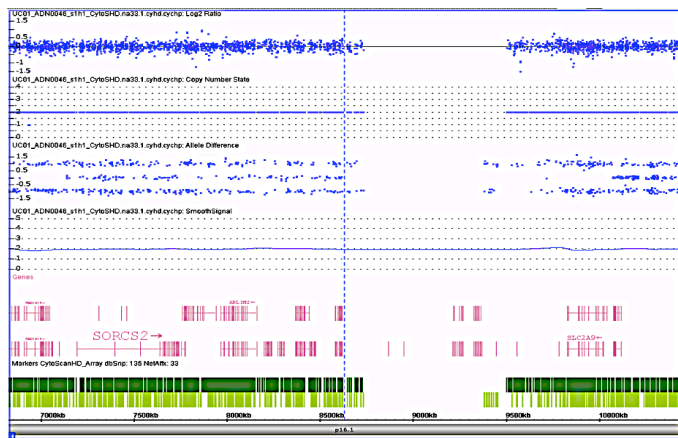 UC01_ADN0046_s1h1_CytoSHD.na33.1.cyhd.cychp: Log2 Ratio
1.5
1
0.5
0
-0.5
-1
-1.5
UC01_ADN0046_s1h1_CytoSHD.na33.1.cyhd.cychp: Copy Number State
4
3
2
1
0
UC01_ADN0046_s1h1_CytoSHD.na33.1.cyhd.cychp: Allele Difference
1.5
0.5
-0.5
-1.5
UC01_ADN0046_s1h1_CytoSHD.na33.1.cyhd.cychp: SmoothSignal
5
4
3
2
1
0
Genes
SORCS2→
SLC2A9←
Markers CytoScanHD_Array dbSnp: 135 NetAffx: 33
7000kb 7500kb 8000kb 8500kb 9000kb 9500kb 10000kb
p16.1